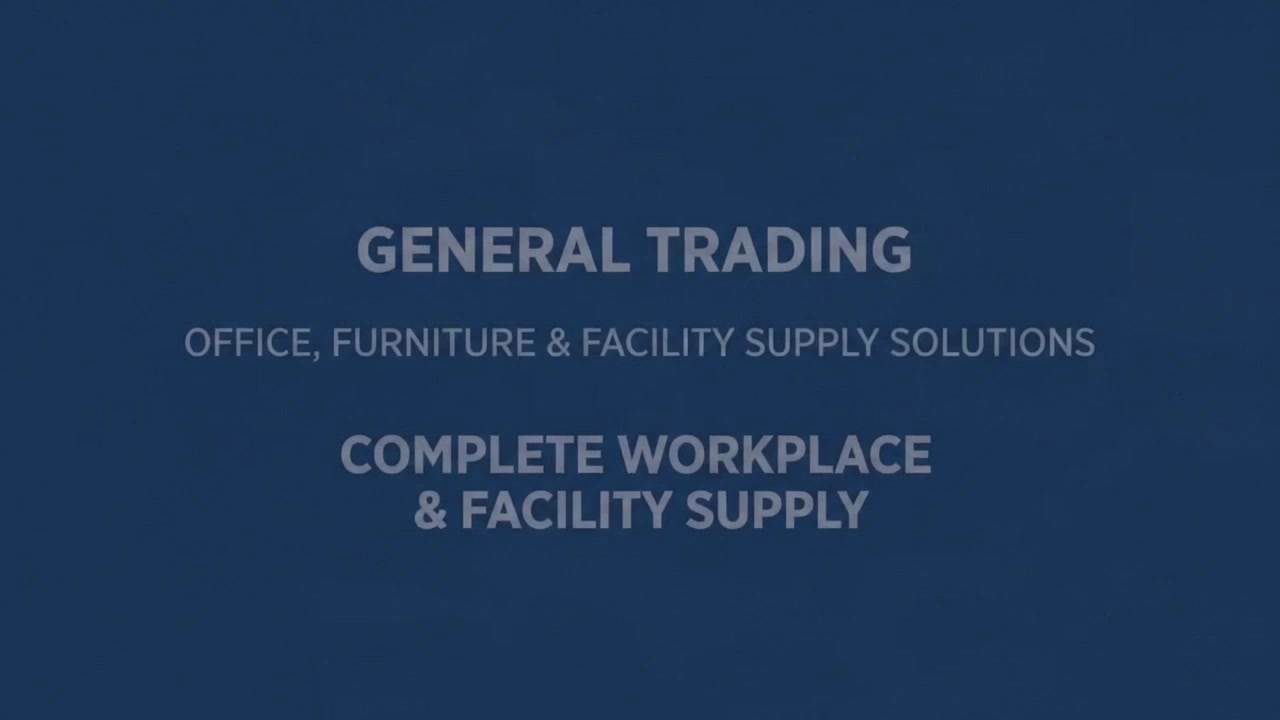 GENERAL TRADING
OFFICE, FURNITURE & FACILITY SUPPLY SOLUTIONS
COMPLETE WORKPLACE
& FACILITY SUPPLY